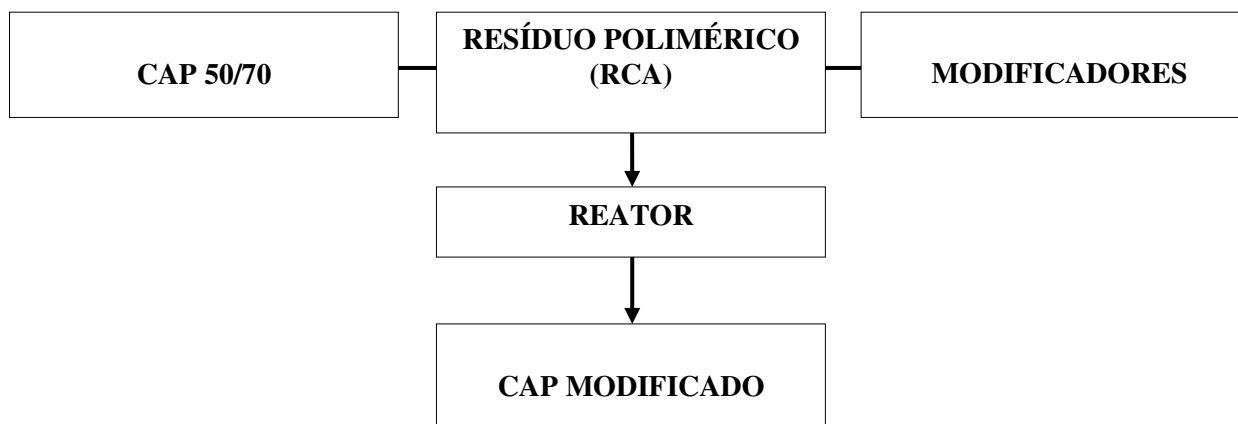 CAP 50/70
RESÍDUO POLIMÉRICO
(RCA)
MODIFICADORES
REATOR
CAP MODIFICADO